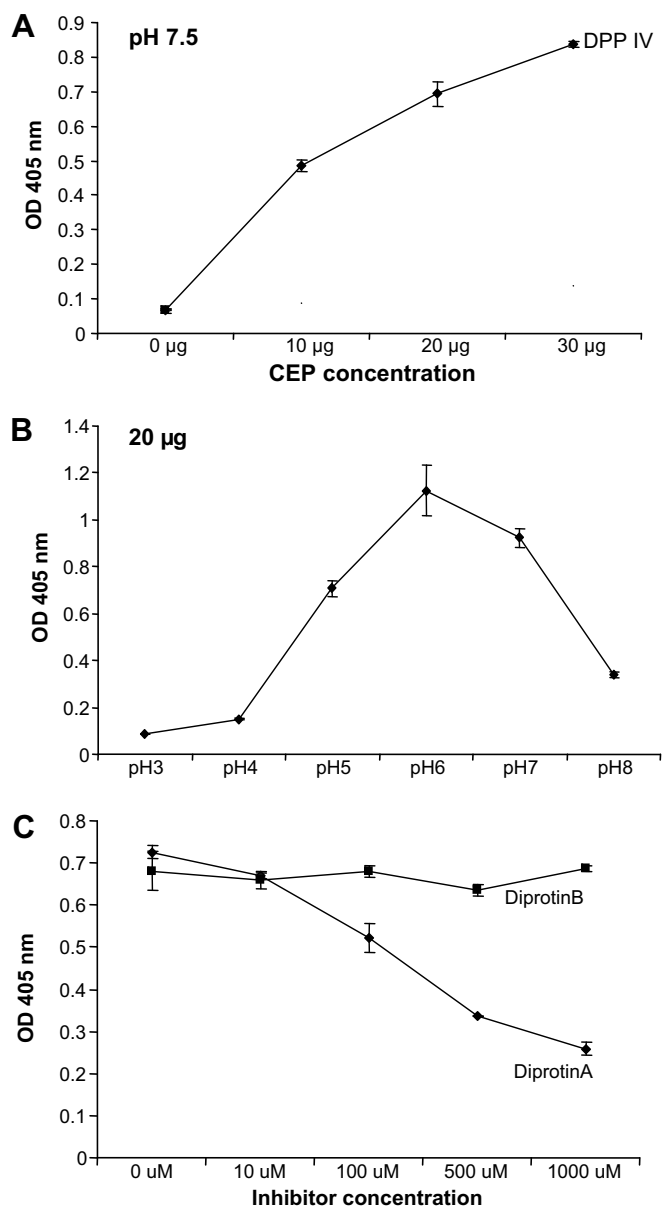 A
pH 7.5
0.9
0.8
0.7
0.6
0.5
0.4
0.3
0.2
0.1
0
OD 405 nm
DPP IV
0 µg 10 µg 20 µg 30 µg
CEP concentration
B
20 µg
1.4
1.2
1
0.8
0.6
0.4
0.2
0
OD 405 nm
pH3 pH4 pH5 pH6 pH7 pH8
C
0.8
0.7
0.6
0.5
0.4
0.3
0.2
0.1
0
OD 405 nm
DiprotinB
DiprotinA
0 uM 10 uM 100 uM 500 uM 1000 uM
Inhibitor concentration